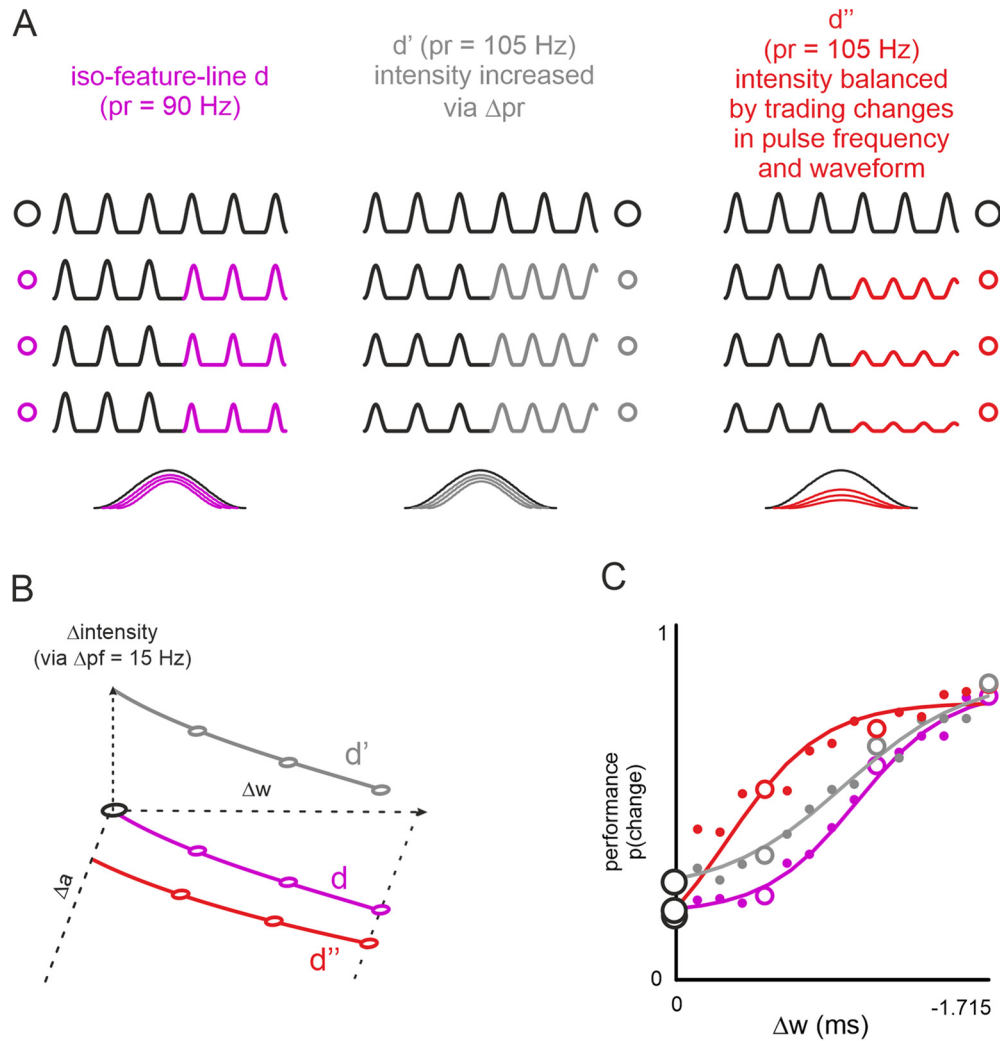 A
iso-feature-line d
(pr = 90 Hz)
d’ (pr = 105 Hz)
intensity increased
via Δpr
d’’
(pr = 105 Hz)
intensity balanced
by trading changes
in pulse frequency
and waveform
B
Δintensity
(via Δpf = 15 Hz)
d’
Δw
d
Δa
d’’
C
1
performance
p(change)
0
0
-1.715
Δw (ms)